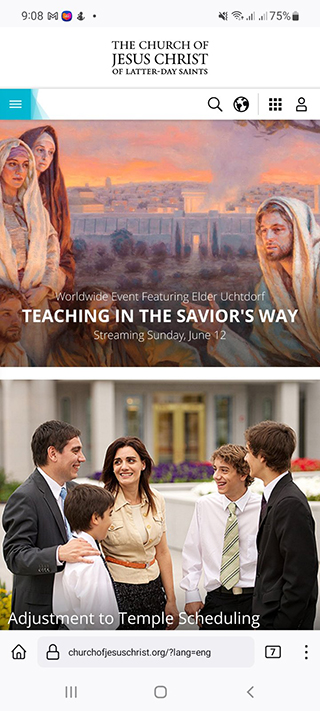 9:08
75%
THE CHURCH OF
JESUS CHRIST
OF LATTER-DAY SAINTS
Worldwide Event Featuring Elder Uchtdorf
TEACHING IN THE SAVIOR'S WAY
Streaming Sunday, June 12
Adjustment to Temple Scheduling
churchofjesuschrist.org/?lang=eng
7